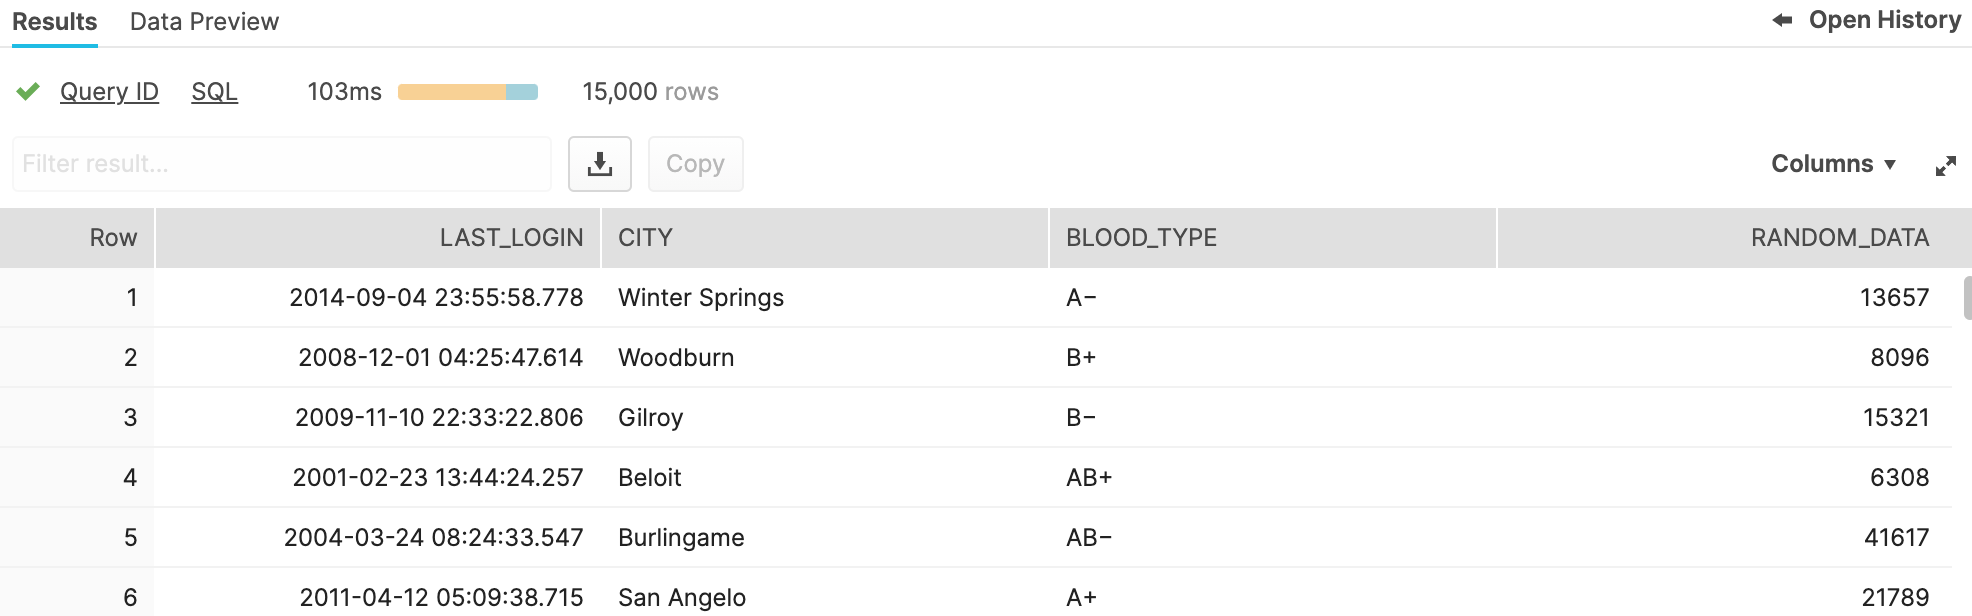 Results Data Preview Open History
Query ID SQL 103ms 15,000 rows
Filter result... Copy Columns
Row LAST_LOGIN CITY BLOOD_TYPE RANDOM_DATA
1 2014-09-04 23:55:58.778 Winter Springs A− 13657
2 2008-12-01 04:25:47.614 Woodburn B+ 8096
3 2009-11-10 22:33:22.806 Gilroy B− 15321
4 2001-02-23 13:44:24.257 Beloit AB+ 6308
5 2004-03-24 08:24:33.547 Burlingame AB− 41617
6 2011-04-12 05:09:38.715 San Angelo A+ 21789